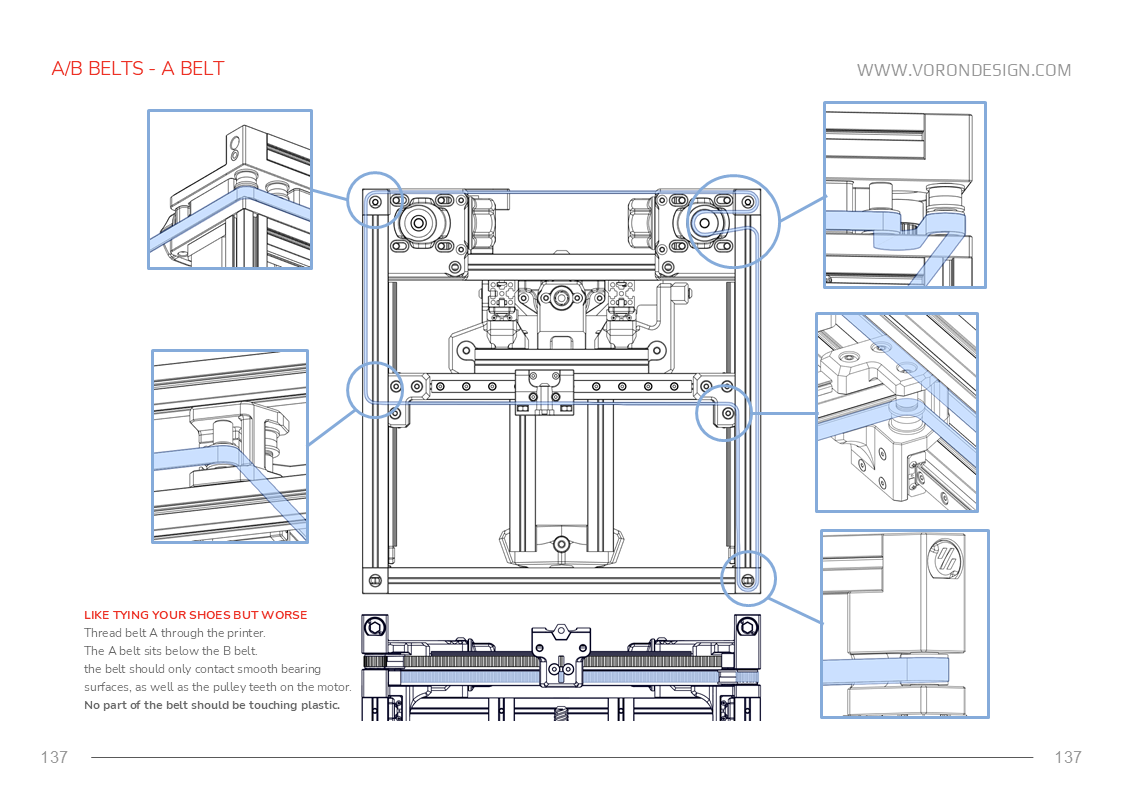 A/B BELTS - A BELT
WWW.VORONDESIGN.COM
LIKE TYING YOUR SHOES BUT WORSE
Thread belt A through the printer.
The A belt sits below the B belt.
the belt should only contact smooth bearing
surfaces, as well as the pulley teeth on the motor.
No part of the belt should be touching plastic.
137
137